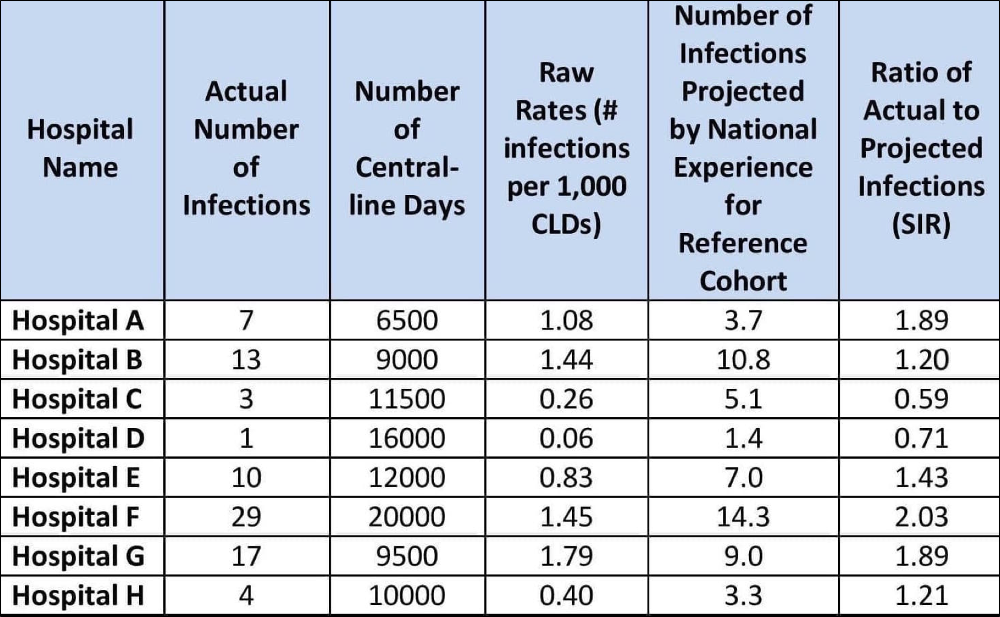 Hospital
Name
Actual
Number
of
Infections
Number
of
Central-
line Days
Raw
Rates (#
infections
per 1,000
CLDs)
Number of
Infections
Projected
by National
Experience
for
Reference
Cohort
Ratio of
Actual to
Projected
Infections
(SIR)
Hospital A 7 6500 1.08 3.7 1.89
Hospital B 13 9000 1.44 10.8 1.20
Hospital C 3 11500 0.26 5.1 0.59
Hospital D 1 16000 0.06 1.4 0.71
Hospital E 10 12000 0.83 7.0 1.43
Hospital F 29 20000 1.45 14.3 2.03
Hospital G 17 9500 1.79 9.0 1.89
Hospital H 4 10000 0.40 3.3 1.21